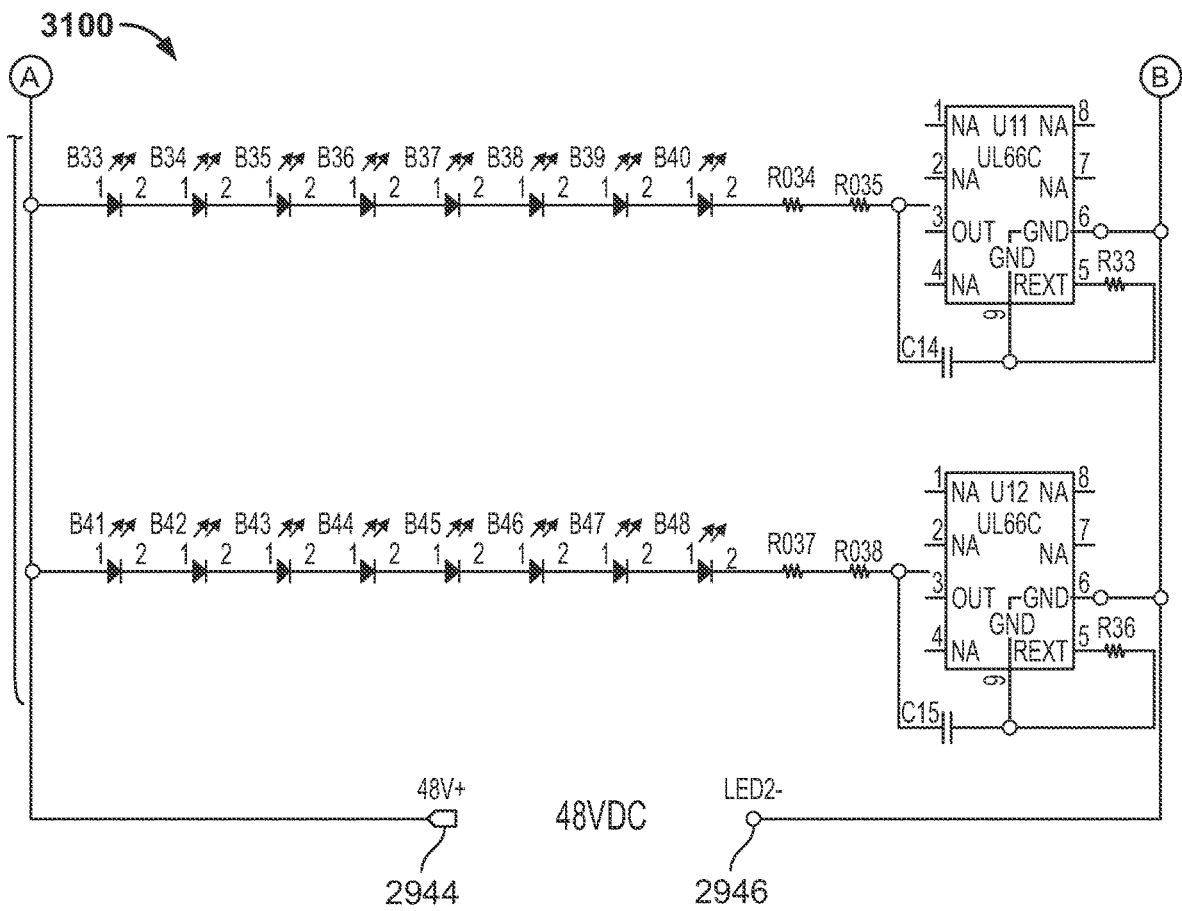 3100
A
B
B33 B34 B35 B36 B37 B38 B39 B40
1 2 1 2 1 2 1 2 1 2 1 2 1 2 1 2
R034 R035
1 NA U11 NA 8
UL66C
2 NA NA 7
3 OUT GND 6
GND
4 NA REXT 5 R33
9
C14
B41 B42 B43 B44 B45 B46 B47 B48
1 2 1 2 1 2 1 2 1 2 1 2 1 2 1 2
R037 R038
1 NA U12 NA 8
UL66C
2 NA NA 7
3 OUT GND 6
GND
4 NA REXT 5 R36
9
C15
48V+ 48VDC LED2-
2944 2946